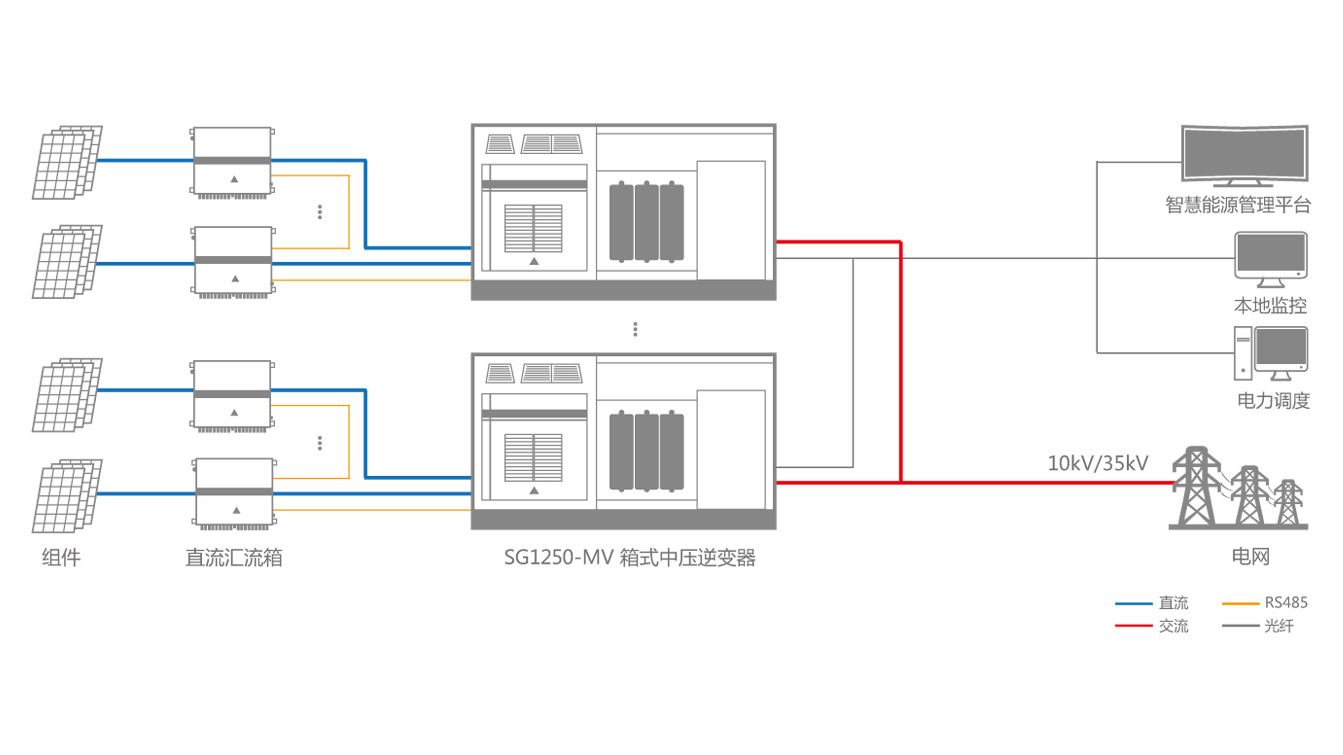 智慧能源管理平台
本地监控
电力调度
10kV/35kV
组件
直流汇流箱
SG1250-MV 箱式中压逆变器
电网
直流
RS485
交流
光纤